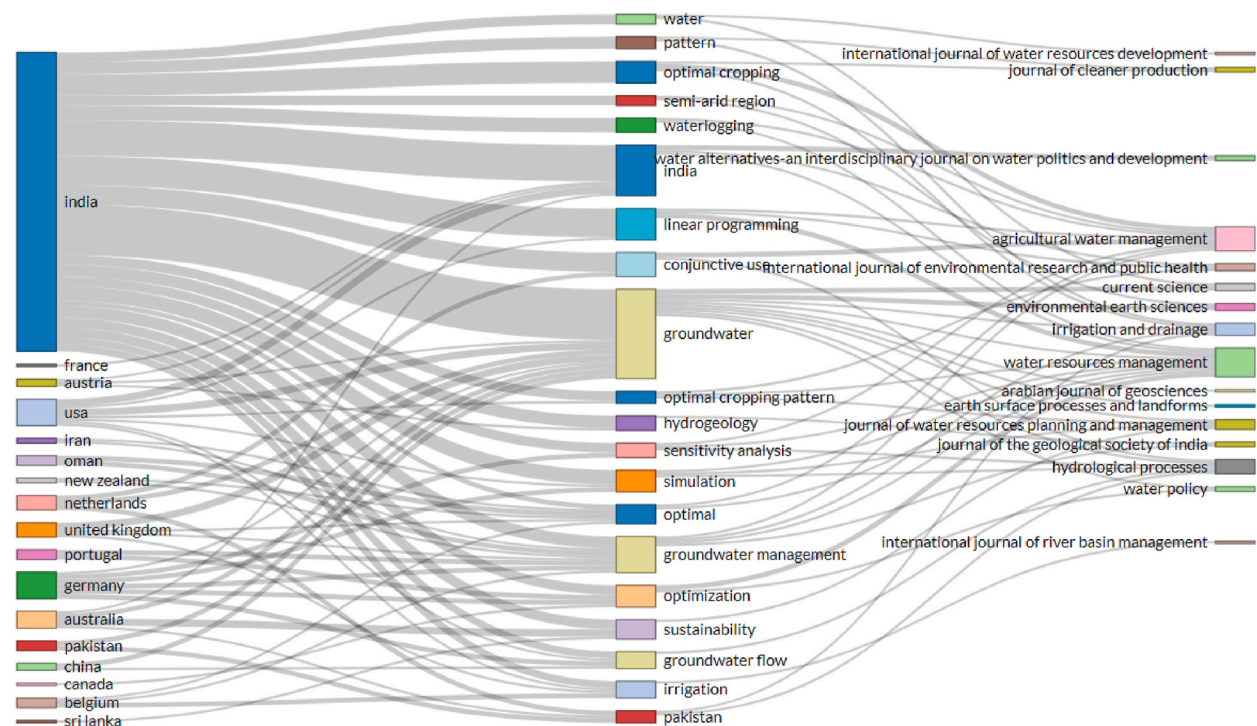 india
france
austria
usa
iran
oman
new zealand
netherlands
united kingdom
portugal
germany
australia
pakistan
china
canada
belgium
sri lanka
water
pattern
optimal cropping
semi-arid region
waterlogging
india
linear programming
conjunctive use
groundwater
optimal cropping pattern
hydrogeology
sensitivity analysis
simulation
optimal
groundwater management
optimization
sustainability
groundwater flow
irrigation
pakistan
international journal of water resources development
journal of cleaner production
water alternatives-an interdisciplinary journal on water politics and development
agricultural water management
international journal of environmental research and public health
current science
environmental earth sciences
irrigation and drainage
water resources management
arabian journal of geosciences
earth surface processes and landforms
journal of water resources planning and management
journal of the geological society of india
hydrological processes
water policy
international journal of river basin management